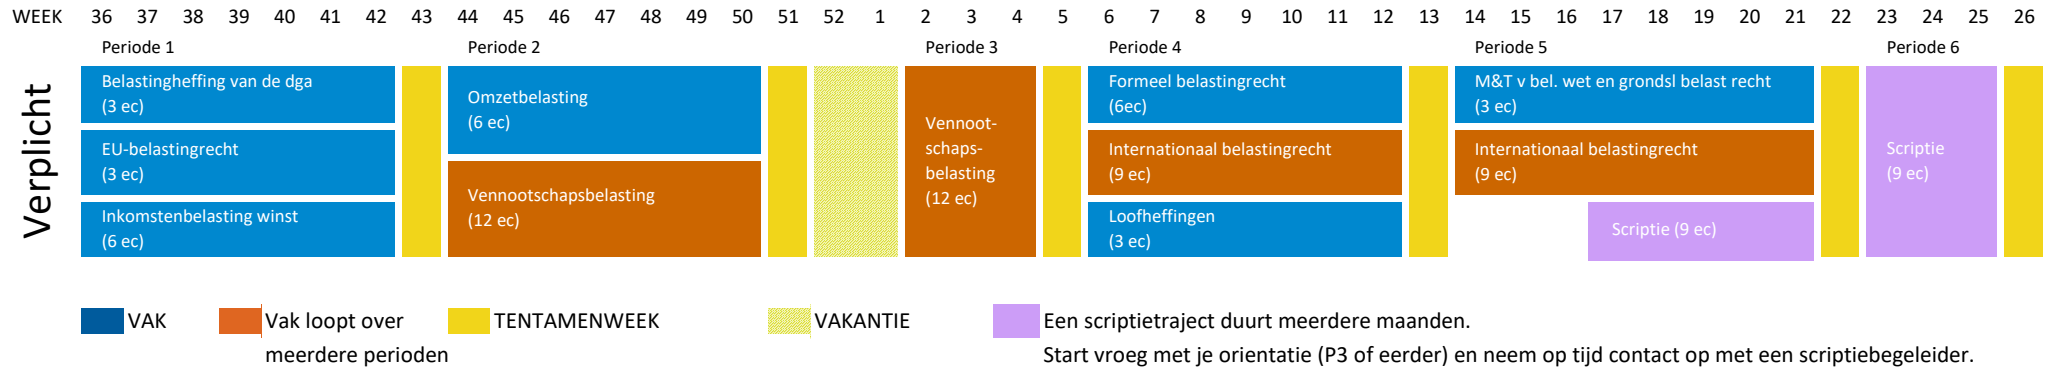 WEEK 36 37 38 39 40 41 42 43 44 45 46 47 48 49 50 51 52 1 2 3 4 5 6 7 8 9 10 11 12 13 14 15 16 17 18 19 20 21 22 23 24 25 26
Periode 1 Periode 2 Periode 3 Periode 4 Periode 5 Periode 6
Verplicht
Belastingheffing van de dga
(3 ec)
EU-belastingrecht
(3 ec)
Inkomstenbelasting winst
(6 ec)
Omzetbelasting
(6 ec)
Vennootschapsbelasting
(12 ec)
Vennoot-
schaps-
belasting
(12 ec)
Formeel belastingrecht
(6ec)
Internationaal belastingrecht
(9 ec)
Loofheffingen
(3 ec)
M&T v bel. wet en grondsl belast recht
(3 ec)
Internationaal belastingrecht
(9 ec)
Scriptie (9 ec)
Scriptie
(9 ec)
VAK
Vak loopt over
meerdere perioden
TENTAMENWEEK
VAKANTIE
Een scriptietraject duurt meerdere maanden.
Start vroeg met je orientatie (P3 of eerder) en neem op tijd contact op met een scriptiebegeleider.